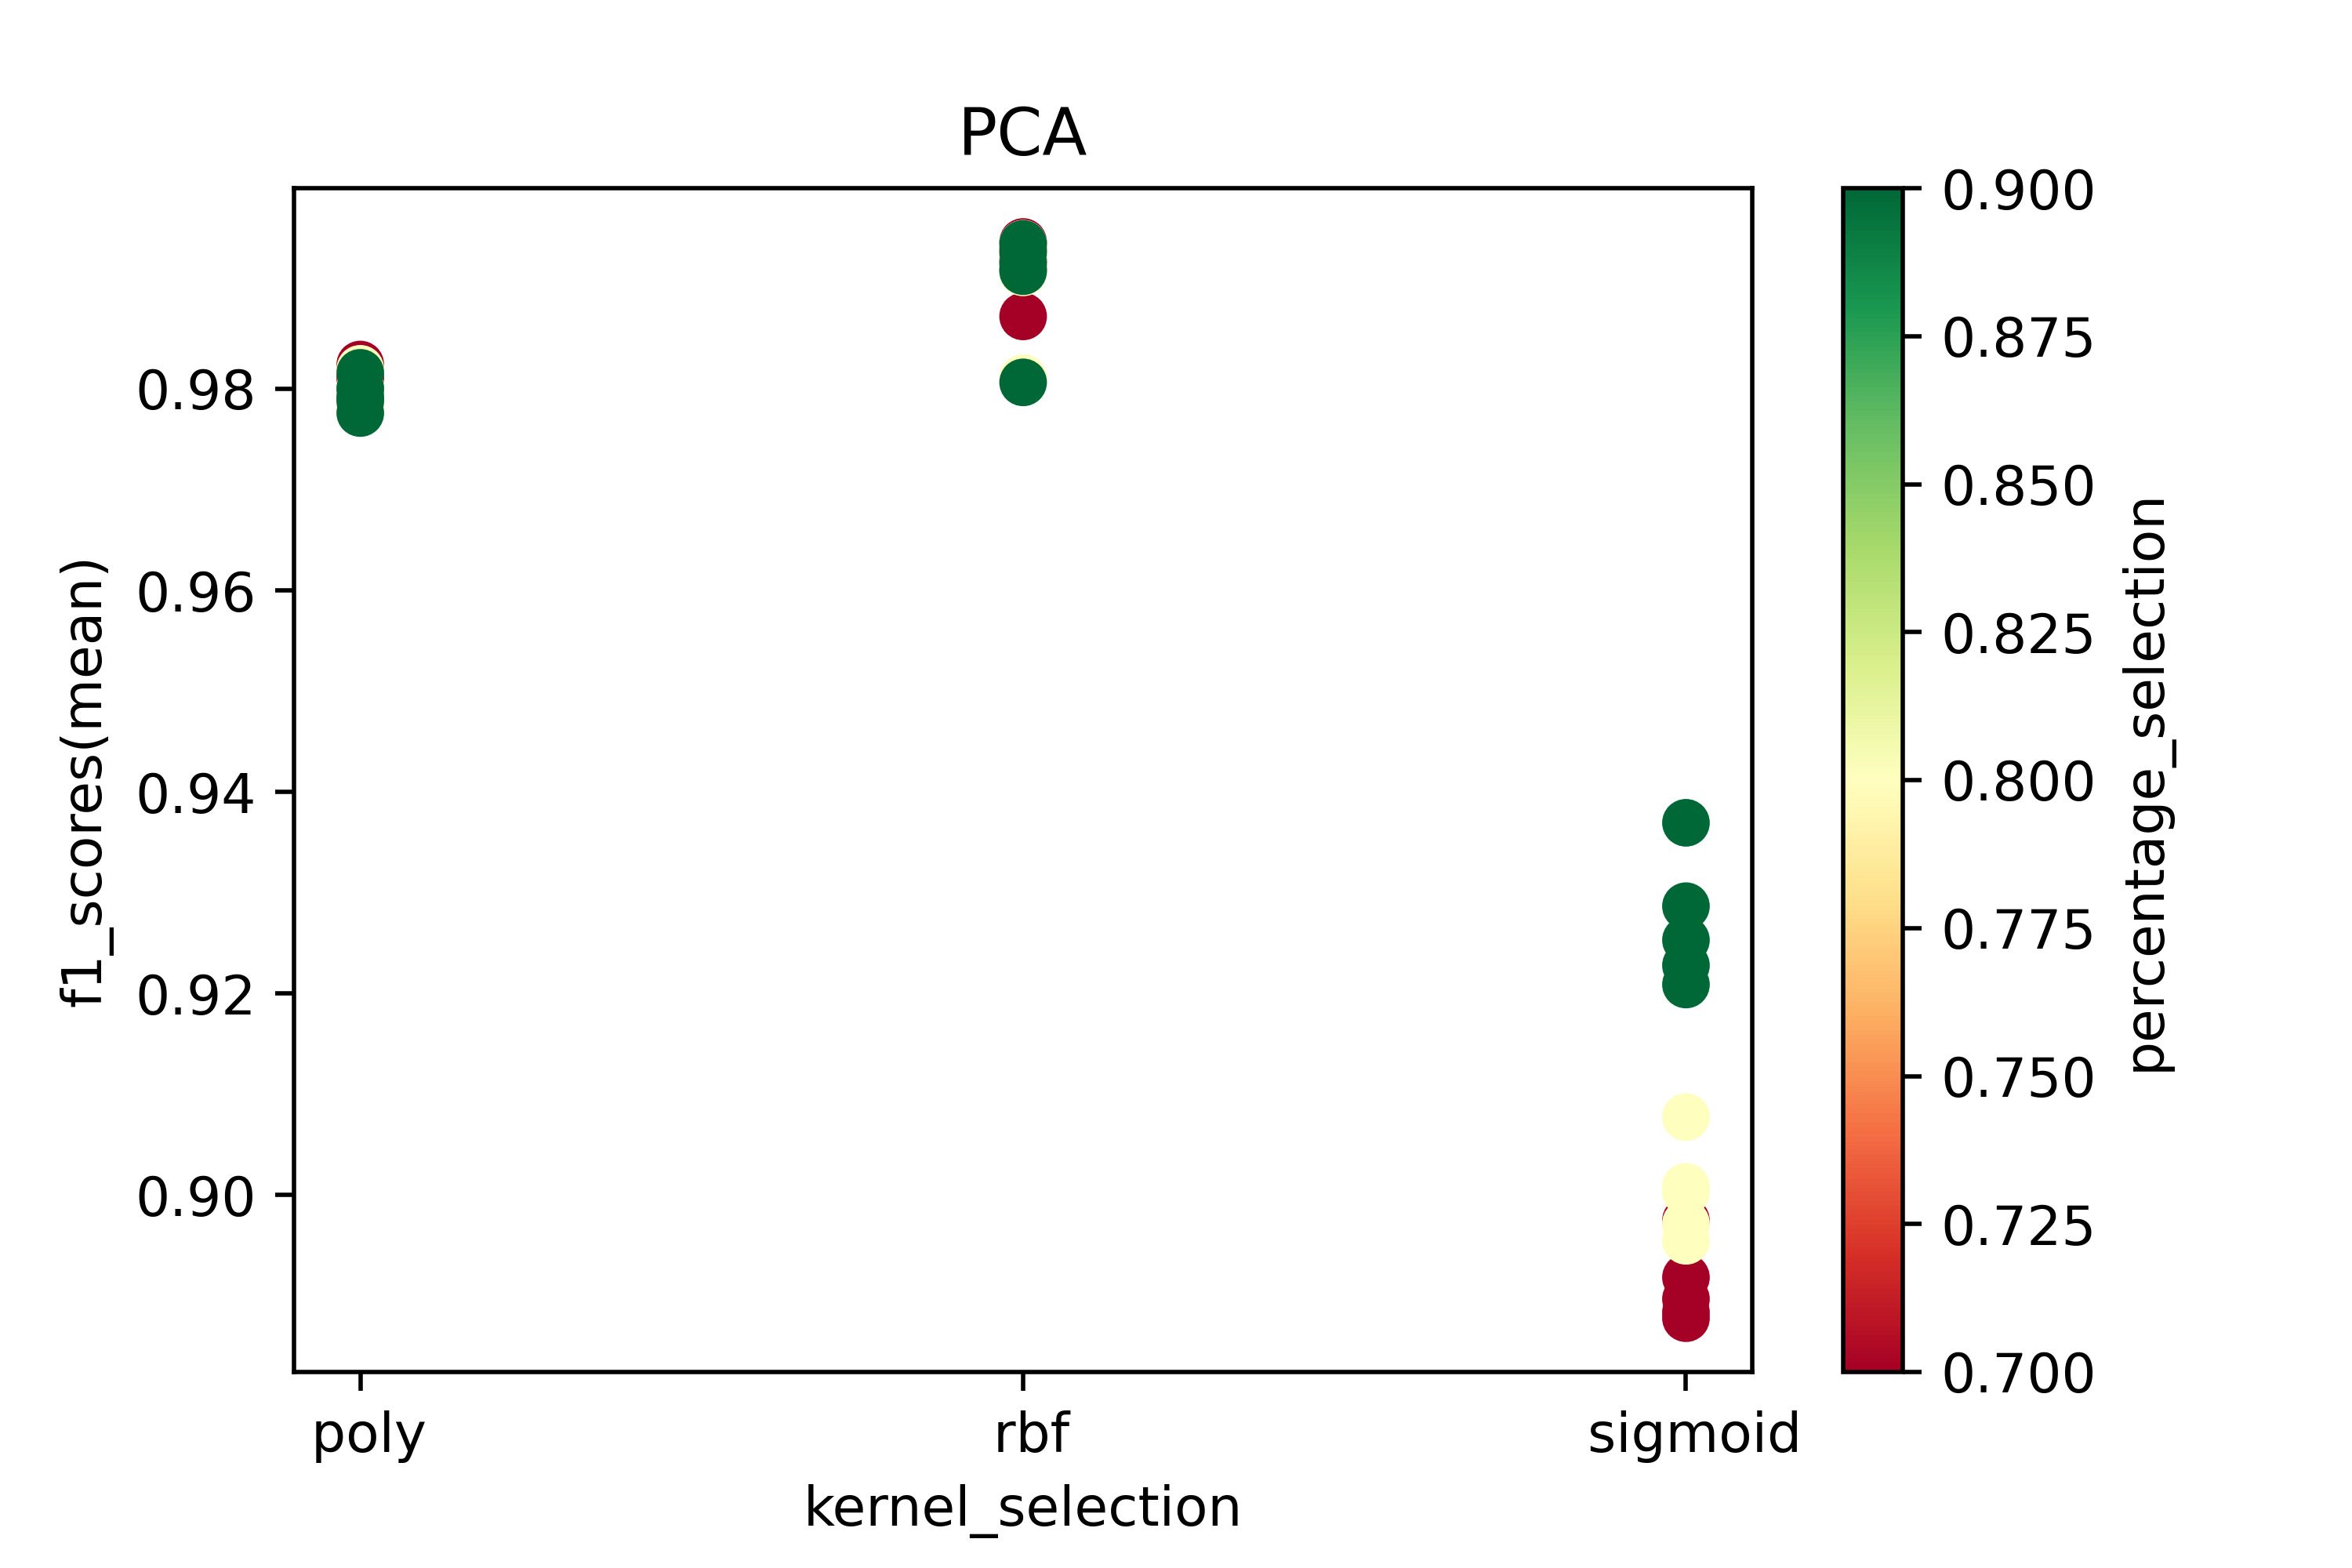 PCA
f1_scores(mean)
0.98
0.96
0.94
0.92
0.90
poly
rbf
sigmoid
kernel_selection
0.900
0.875
0.850
0.825
0.800
0.775
0.750
0.725
0.700
percentage_selection